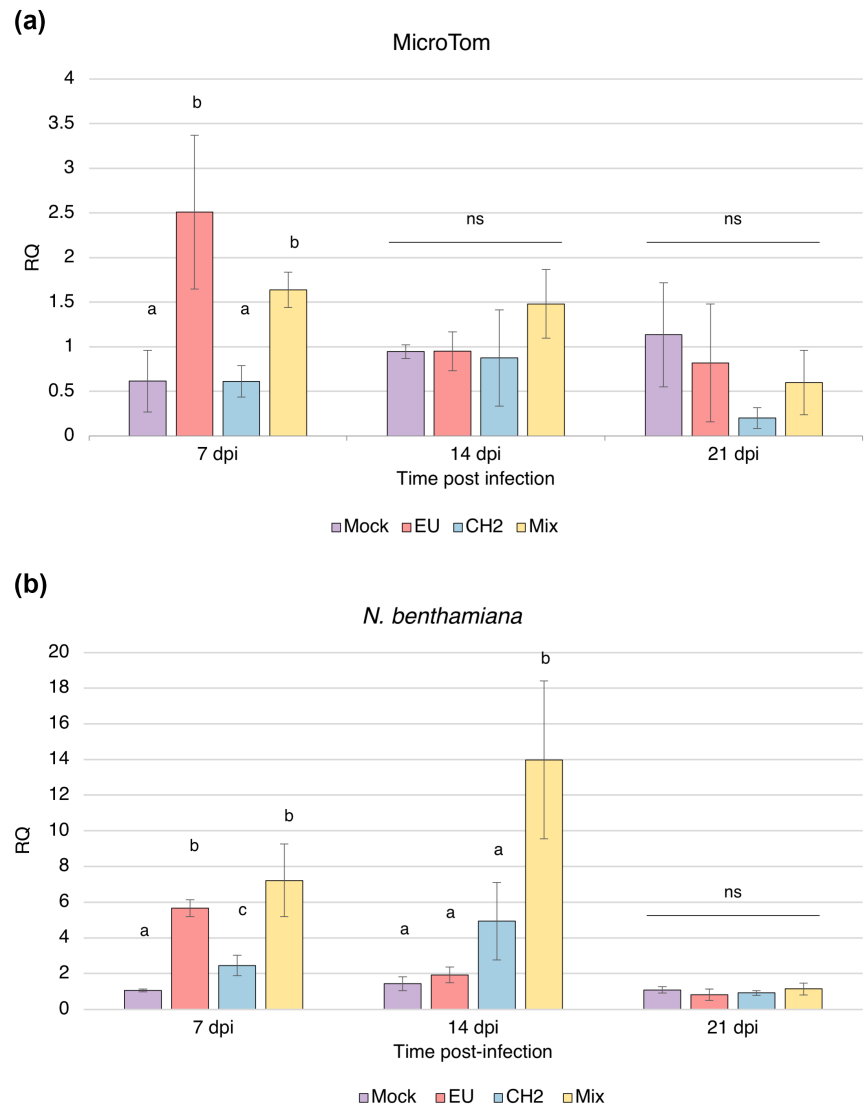 (a)
MicroTom
4
3.5
3
2.5
2
1.5
1
0.5
0
RQ
b
a
a
b
ns
ns
7 dpi
14 dpi
21 dpi
Time post infection
Mock EU CH2 Mix
(b)
N. benthamiana
20
18
16
14
12
10
8
6
4
2
0
RQ
a
b
c
b
a
a
a
b
ns
7 dpi
14 dpi
21 dpi
Time post-infection
Mock EU CH2 Mix